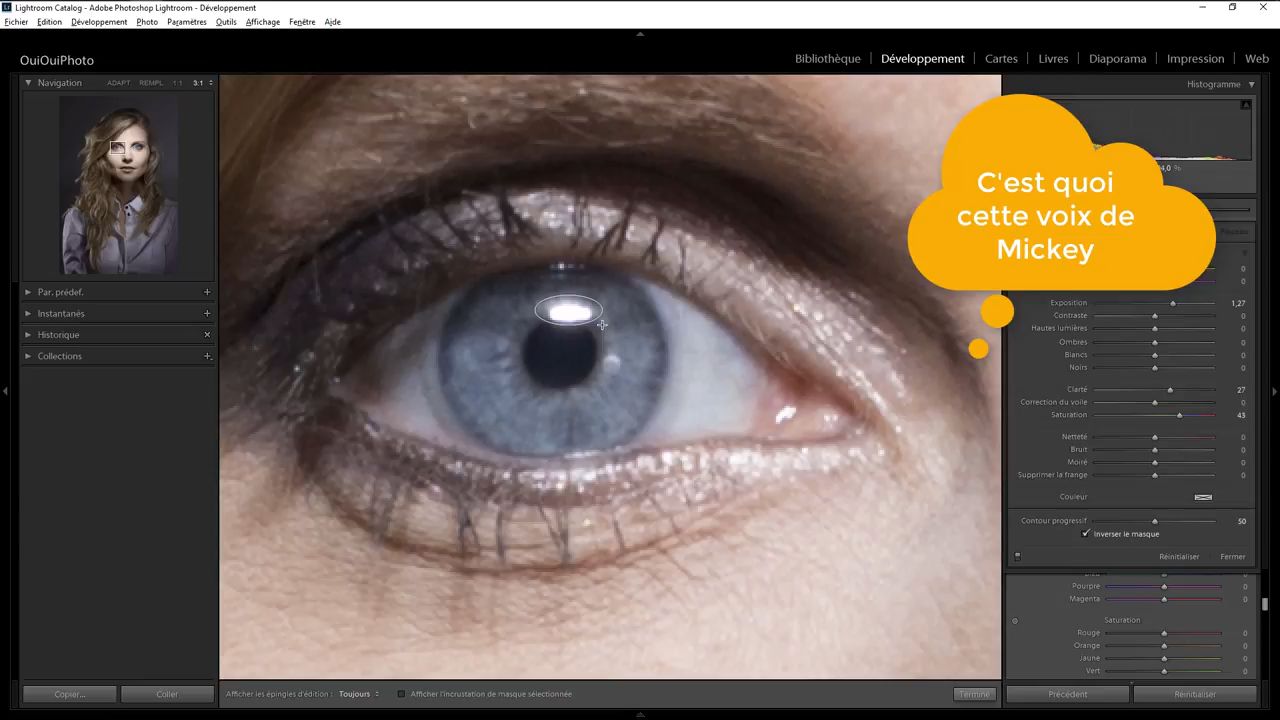 Lightroom Catalog - Adobe Photoshop Lightroom - Développement
Fichier Edition Développement Photo Paramètres Outils Affichage Fenêtre Aide
OuiOuiPhoto
Bibliothèque Développement Cartes Livres Diaporama Impression Web
Navigation ADAPT REMPL 1:1 3:1
Histogramme
C'est quoi
cette voix de
Mickey
Par. prédef.
Instantanés
Historique
Collections
0
0
Exposition 1,27
Contraste 0
Hautes lumières 0
Ombres 0
Blancs 0
Noirs 0
Clarté 27
Correction du voile 0
Saturation 43
Netteté 0
Bruit 0
Moiré 0
Supprimer la frange 0
Couleur
Contour progressif 50
Inverser le masque
Réinitialiser Fermer
Pourpre 0
Magenta 0
Saturation
Rouge 0
Orange 0
Jaune 0
Vert 0
Copier... Coller
Afficher les épingles d'édition : Toujours
Afficher l'incrustation de masque sélectionnée
Terminé
Précédent Réinitialiser